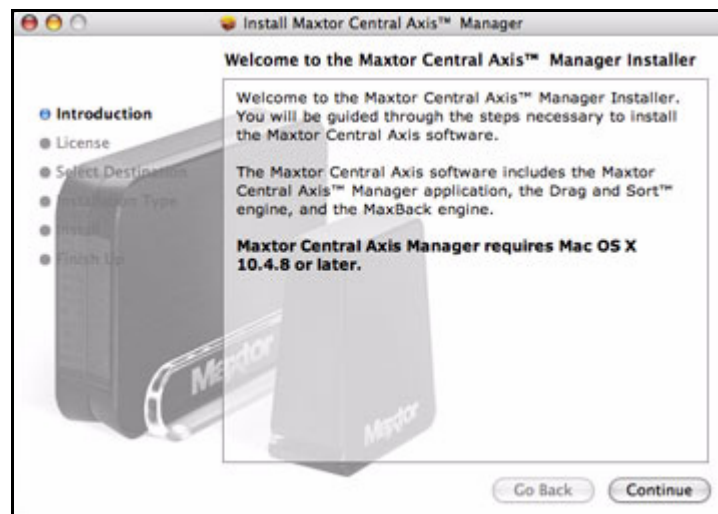 Install Maxtor Central Axis™ Manager
Welcome to the Maxtor Central Axis™ Manager Installer
Introduction
License
Select Destination
Installation Type
Install
Finish Up
Welcome to the Maxtor Central Axis™ Manager Installer.
You will be guided through the steps necessary to install
the Maxtor Central Axis software.
The Maxtor Central Axis software includes the Maxtor
Central Axis™ Manager application, the Drag and Sort™
engine, and the MaxBack engine.
Maxtor Central Axis Manager requires Mac OS X
10.4.8 or later.
Maxtor
Maxtor
Go Back
Continue